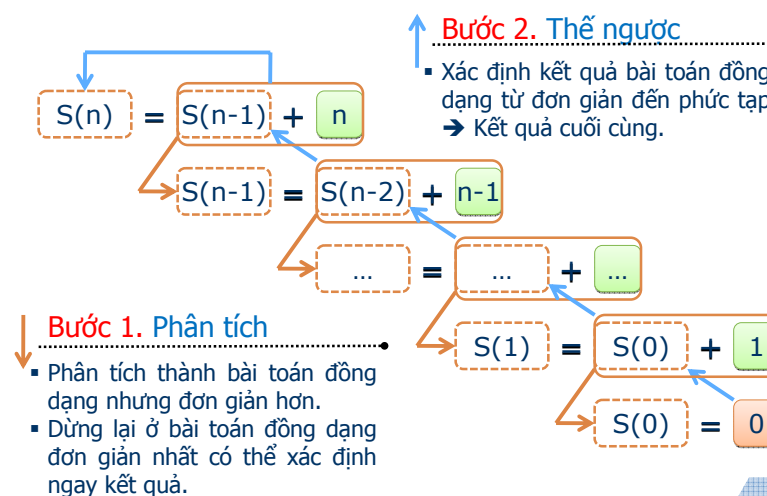 Bước 2. Thế ngược
▪ Xác định kết quả bài toán đồng
dạng từ đơn giản đến phức tạp
➔ Kết quả cuối cùng.
S(n) = S(n-1) + n
S(n-1) = S(n-2) + n-1
… = … + …
S(1) = S(0) + 1
S(0) = 0
Bước 1. Phân tích
▪ Phân tích thành bài toán đồng
dạng nhưng đơn giản hơn.
▪ Dừng lại ở bài toán đồng dạng
đơn giản nhất có thể xác định
ngay kết quả.